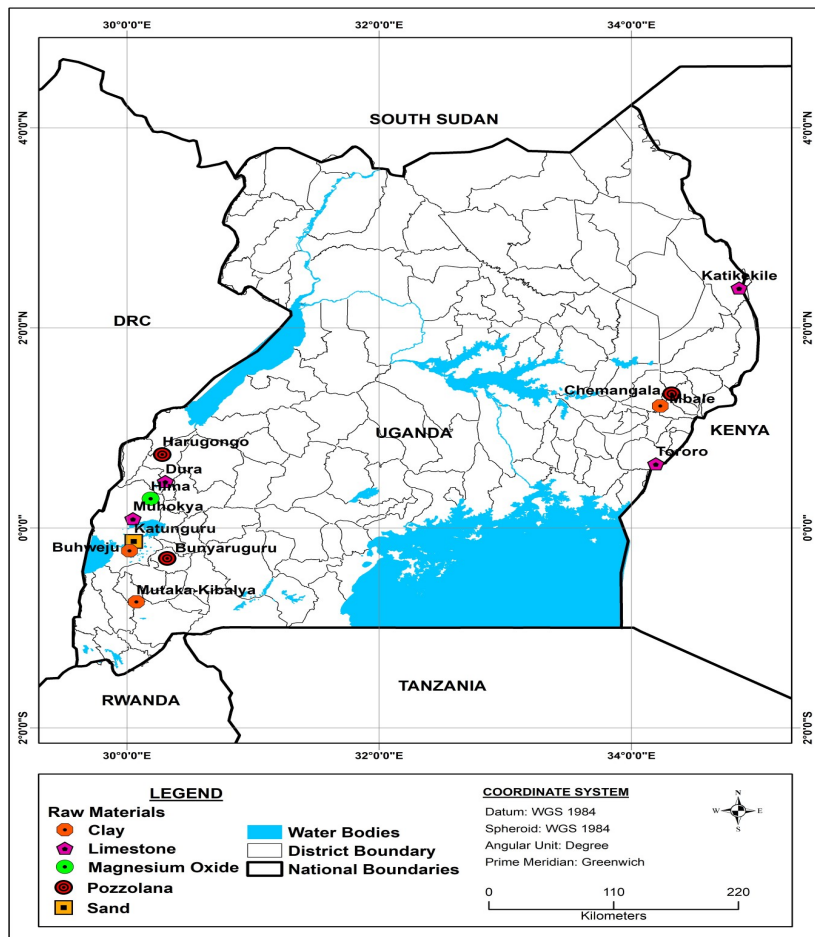 30°0'0"E 32°0'0"E 34°0'0"E
4°0'0"N 4°0'0"N
SOUTH SUDAN
Katikekile
DRC
2°0'0"N 2°0'0"N
Chemangala
Mbale
UGANDA KENYA
Harugongo
Tororo
Dura
Hima
Muhokya
Katunguru
0°0'0" 0°0'0"
Buhweju Bunyaruguru
Mutaka-Kibalya
TANZANIA
RWANDA
2°0'0"S 2°0'0"S
30°0'0"E 32°0'0"E 34°0'0"E
LEGEND
Raw Materials
Clay
Limestone
Magnesium Oxide
Pozzolana
Sand
Water Bodies
District Boundary
National Boundaries
COORDINATE SYSTEM
Datum: WGS 1984
Spheroid: WGS 1984
Angular Unit: Degree
Prime Meridian: Greenwich
N
W E
S
0 110 220
Kilometers